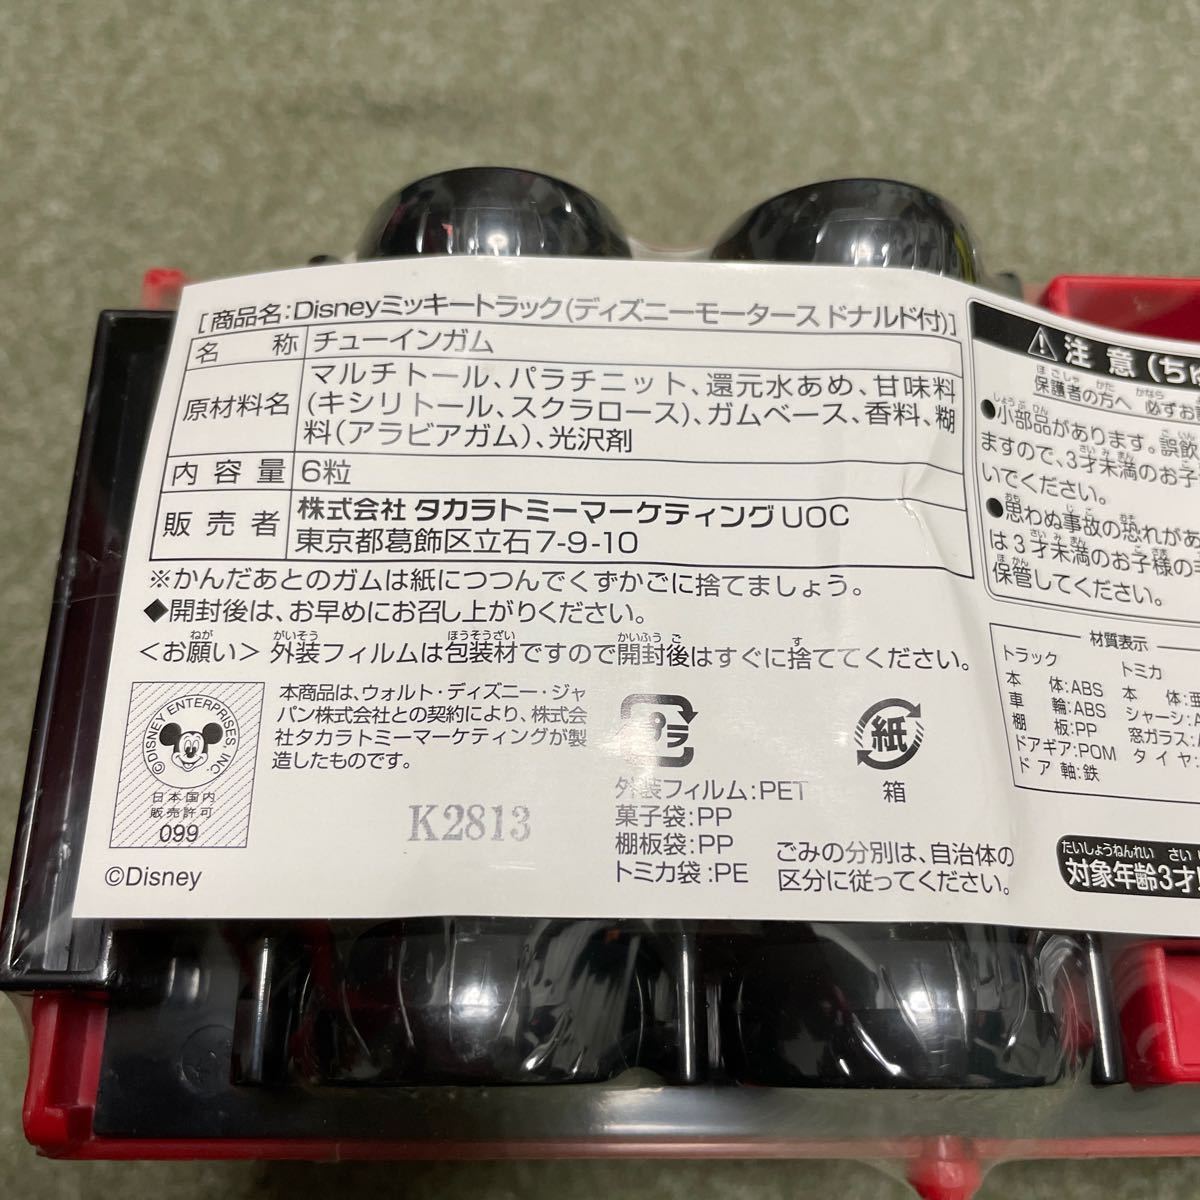 [商品名:Disneyミッキートラック(ディズニーモータース ドナルド付)]
名 称 チューインガム
原材料名 マルチトール、パラチニット、還元水あめ、甘味料
(キシリトール、スクラロース)、ガムベース、香料、糊
料(アラビアガム)、光沢剤
内容量 6粒
販売者 株式会社 タカラトミーマーケティングUOC
東京都葛飾区立石7-9-10
※かんだあとのガムは紙につつんでくずかごに捨てましょう。
◆開封後は、お早めにお召し上がりください。
<お願い> 外装フィルムは包装材ですので開封後はすぐに捨ててください。
©DISNEY ENTERPRISES, INC.
日本国内
販売許可
099
©Disney
本商品は、ウォルト・ディズニー・ジャ
パン株式会社との契約により、株式会
社タカラトミーマーケティングが製
造したものです。
K2813
プラ
外装フィルム:PET
菓子袋:PP
棚板袋:PP
トミカ袋:PE
紙
箱
ごみの分別は、自治体の
区分に従ってください。
注意(ちゅ
保護者の方へ 必ずお
●小部品があります。誤飲
ますので、3才未満のお子
いでください。
●思わぬ事故の恐れがあ
は3才未満のお子様の手
保管してください。
材質表示
トラック トミカ
本 体:ABS 本 体:亜
車 輪:ABS シャーシ:A
棚 板:PP 窓ガラス:
ドアギア:POM タイヤ:
ドア軸:鉄
対象年齢3才